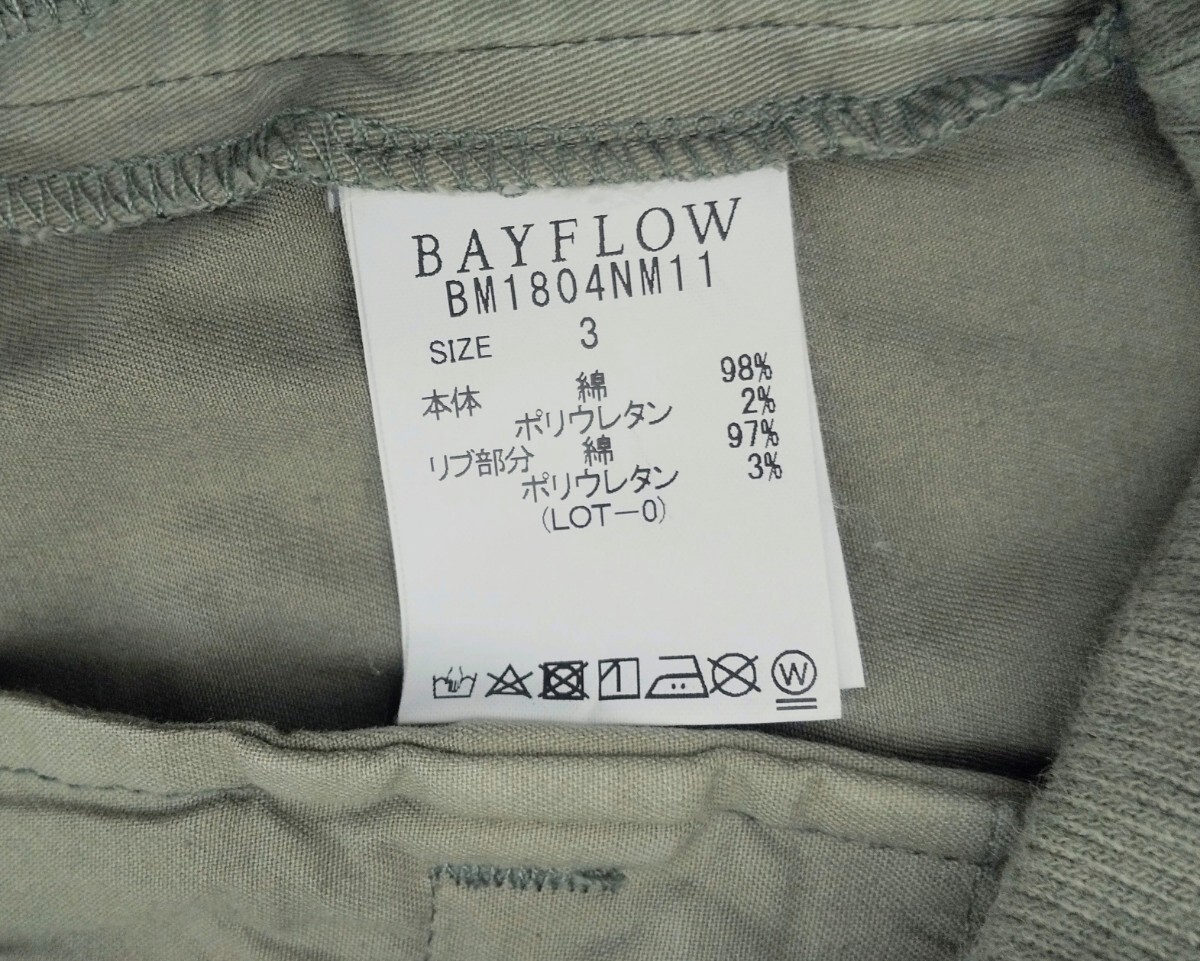 BAYFLOW
BM1804NM11
SIZE 3
本体 綿 98%
ポリウレタン 2%
リブ部分 綿 97%
ポリウレタン 3%
(LOT-0)
W